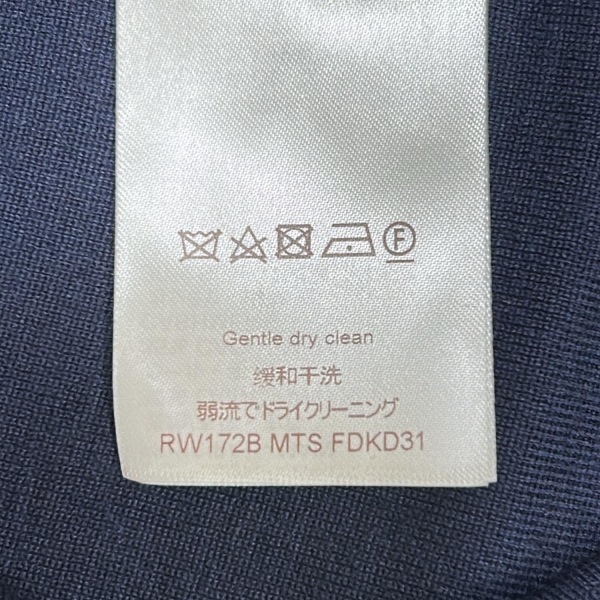 F
Gentle dry clean
缓和干洗
弱流でドライクリーニング
RW172B MTS FDKD31